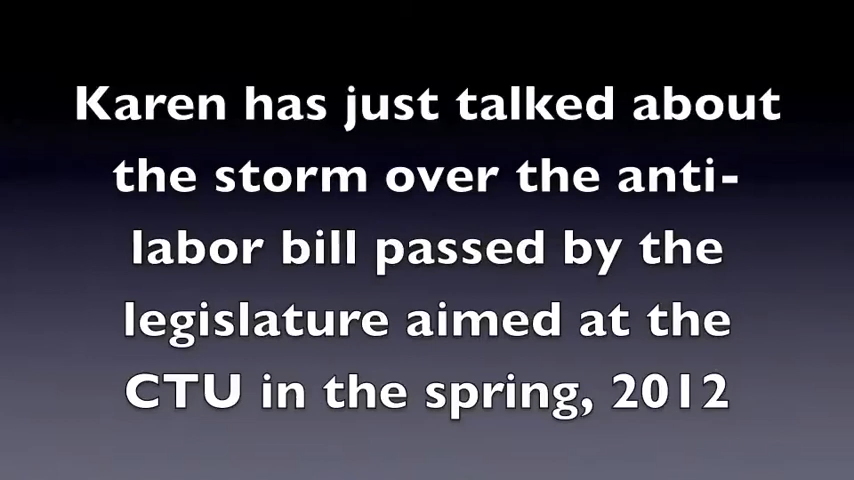 Karen has just talked about
the storm over the anti-
labor bill passed by the
legislature aimed at the
CTU in the spring, 2012